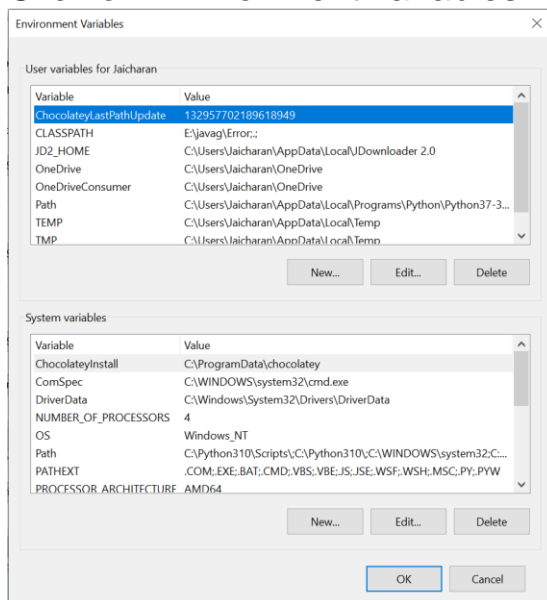 Environment Variables
User variables for Jaicharan
Variable Value
ChocolateyLastPathUpdate 132957702189618949
CLASSPATH E:\javag\Error;.;
JD2_HOME C:\Users\Jaicharan\AppData\Local\JDownloader 2.0
OneDrive C:\Users\Jaicharan\OneDrive
OneDriveConsumer C:\Users\Jaicharan\OneDrive
Path C:\Users\Jaicharan\AppData\Local\Programs\Python\Python37-3...
TEMP C:\Users\Jaicharan\AppData\Local\Temp
TMP C:\Users\Jaicharan\AppData\Local\Temp
New... Edit... Delete
System variables
Variable Value
ChocolateyInstall C:\ProgramData\chocolatey
ComSpec C:\WINDOWS\system32\cmd.exe
DriverData C:\Windows\System32\Drivers\DriverData
NUMBER_OF_PROCESSORS 4
OS Windows_NT
Path C:\Python310\Scripts\;C:\Python310\;C:\WINDOWS\system32;C:...
PATHEXT .COM;.EXE;.BAT;.CMD;.VBS;.VBE;.JS;.JSE;.WSF;.WSH;.MSC;.PY;.PYW
PROCESSOR_ARCHITECTURE AMD64
New... Edit... Delete
OK Cancel